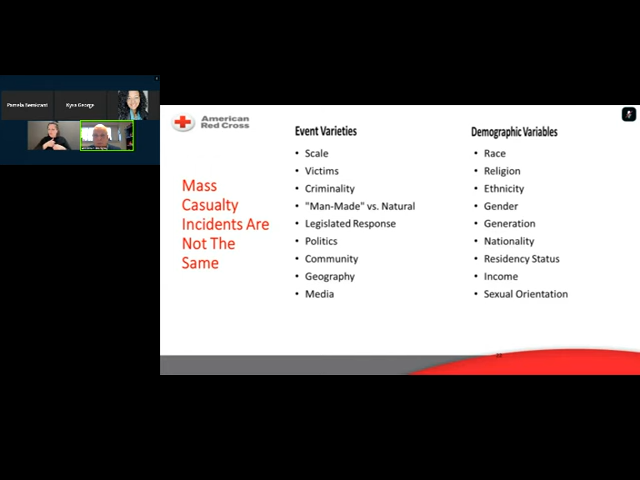 Kyra George
American
Red Cross
Mass
Casualty
Incidents Are
Not The
Same
Event Varieties
• Scale
• Victims
• Criminality
• "Man-Made" vs. Natural
• Legislated Response
• Politics
• Community
• Geography
• Media
Demographic Variables
• Race
• Religion
• Ethnicity
• Gender
• Generation
• Nationality
• Residency Status
• Income
• Sexual Orientation